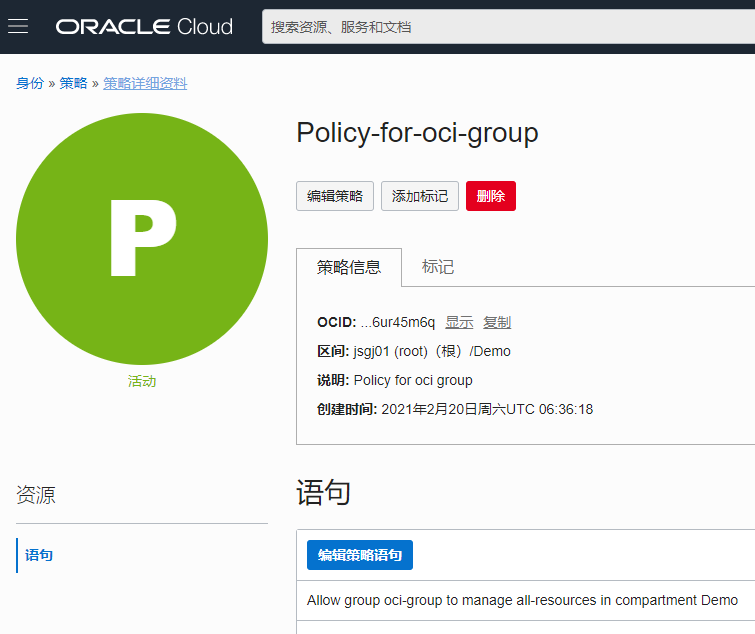 ORACLE Cloud
搜索资源、服务和文档
身份 » 策略 » 策略详细资料
P
活动
Policy-for-oci-group
编辑策略 添加标记 删除
策略信息 标记
OCID: ...6ur45m6q 显示 复制
区间: jsgj01 (root)（根）/Demo
说明: Policy for oci group
创建时间: 2021年2月20日周六UTC 06:36:18
资源
语句
语句
编辑策略语句
Allow group oci-group to manage all-resources in compartment Demo